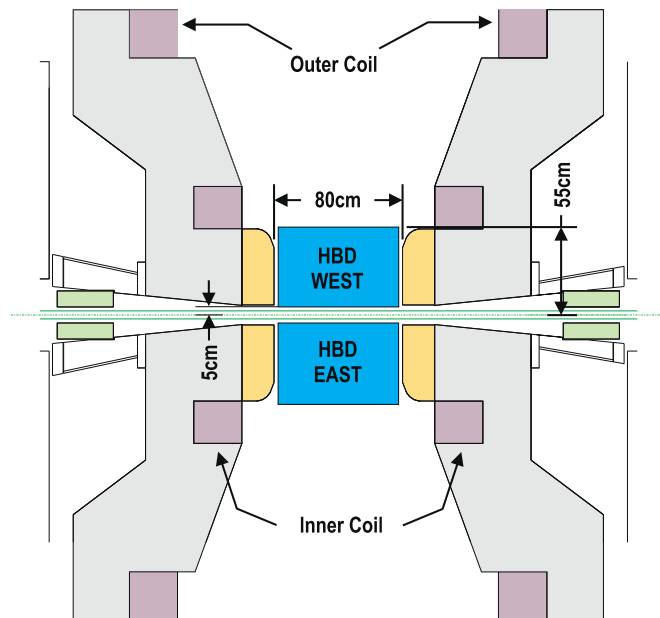 Outer Coil
80cm
55cm
HBD
WEST
HBD
EAST
5cm
Inner Coil